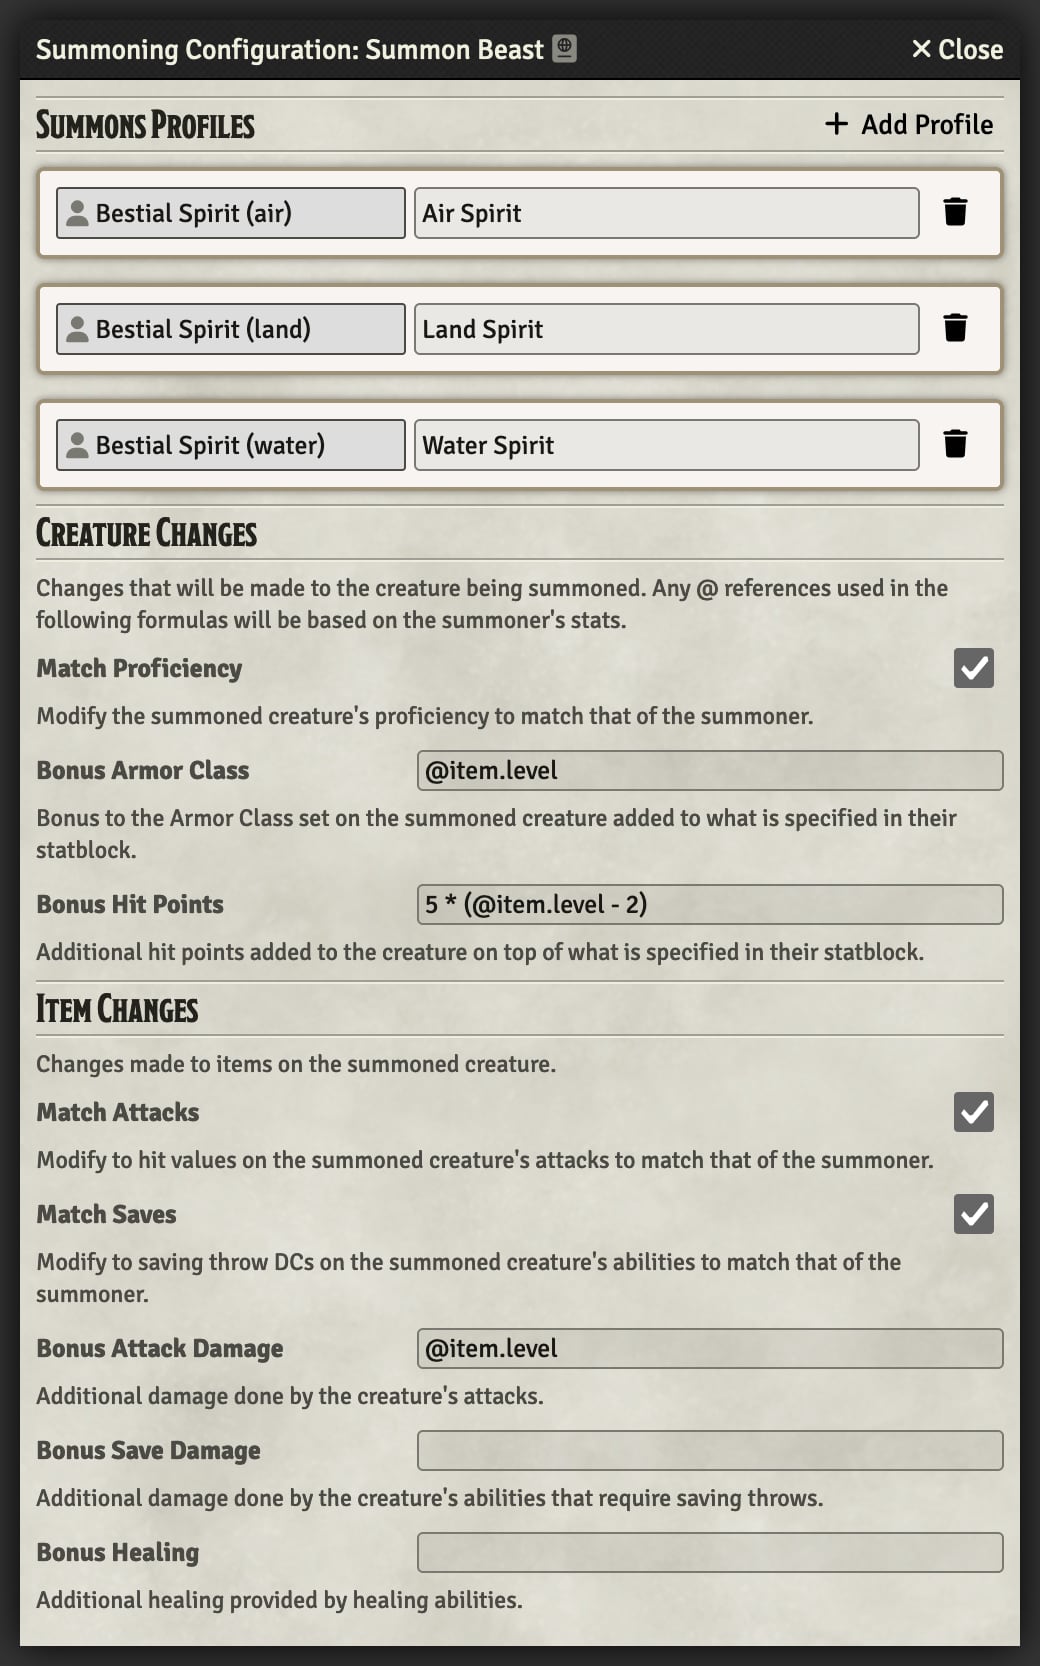 Summoning Configuration: Summon Beast
Close
Summons Profiles
Add Profile
Bestial Spirit (air)
Air Spirit
Bestial Spirit (land)
Land Spirit
Bestial Spirit (water)
Water Spirit
Creature Changes
Changes that will be made to the creature being summoned. Any @ references used in the
following formulas will be based on the summoner's stats.
Match Proficiency
Modify the summoned creature's proficiency to match that of the summoner.
Bonus Armor Class
@item.level
Bonus to the Armor Class set on the summoned creature added to what is specified in their
statblock.
Bonus Hit Points
5 * (@item.level - 2)
Additional hit points added to the creature on top of what is specified in their statblock.
Item Changes
Changes made to items on the summoned creature.
Match Attacks
Modify to hit values on the summoned creature's attacks to match that of the summoner.
Match Saves
Modify to saving throw DCs on the summoned creature's abilities to match that of the
summoner.
Bonus Attack Damage
@item.level
Additional damage done by the creature's attacks.
Bonus Save Damage
Additional damage done by the creature's abilities that require saving throws.
Bonus Healing
Additional healing provided by healing abilities.